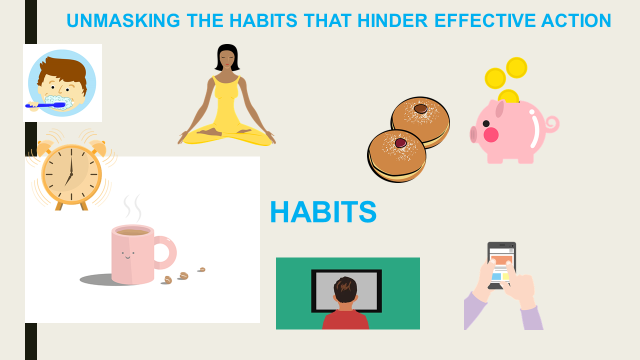 UNMASKING THE HABITS THAT HINDER EFFECTIVE ACTION
HABITS